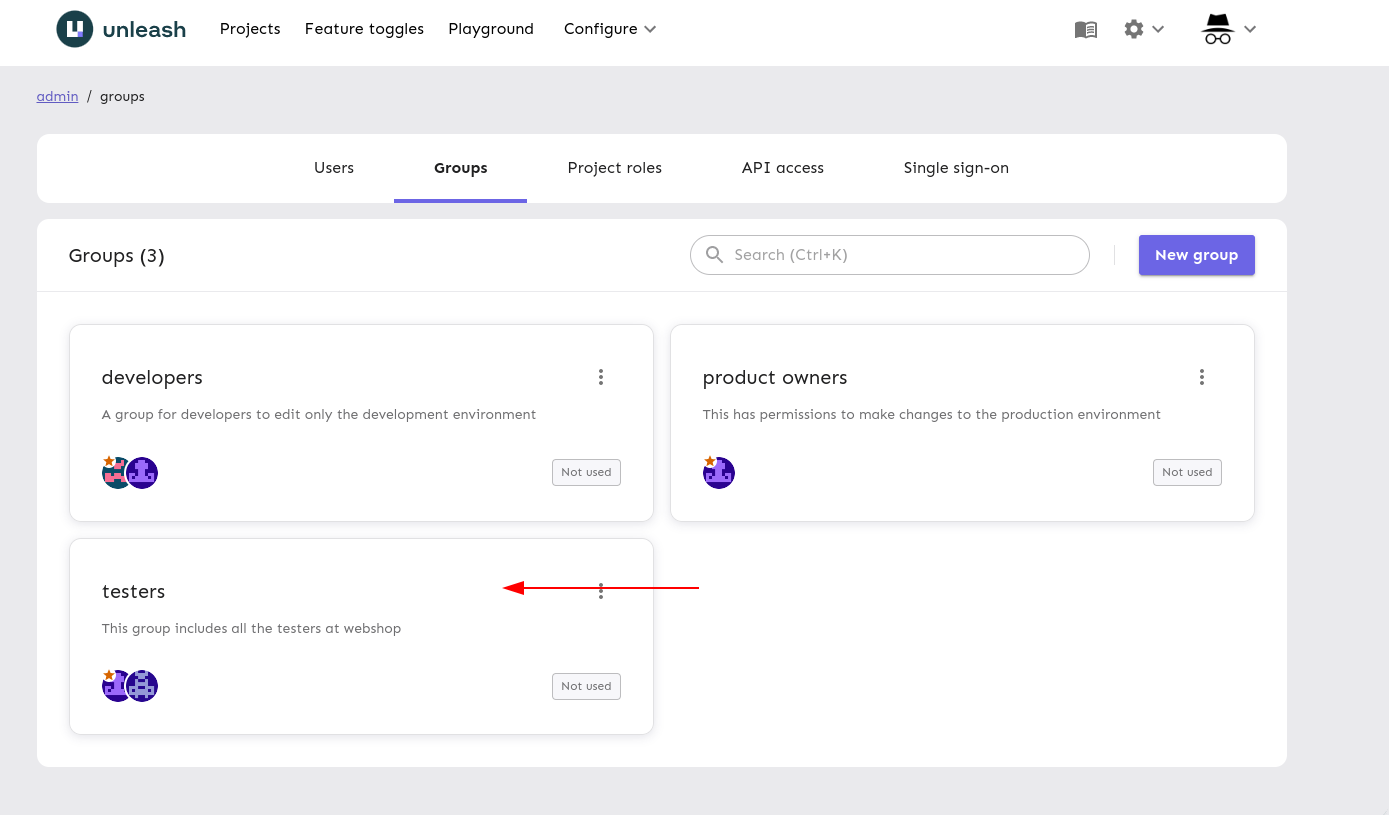 unleash Projects Feature toggles Playground Configure
admin / groups
Users Groups Project roles API access Single sign-on
Groups (3) Search (Ctrl+K) New group
developers
A group for developers to edit only the development environment
Not used
product owners
This has permissions to make changes to the production environment
Not used
testers
This group includes all the testers at webshop
Not used